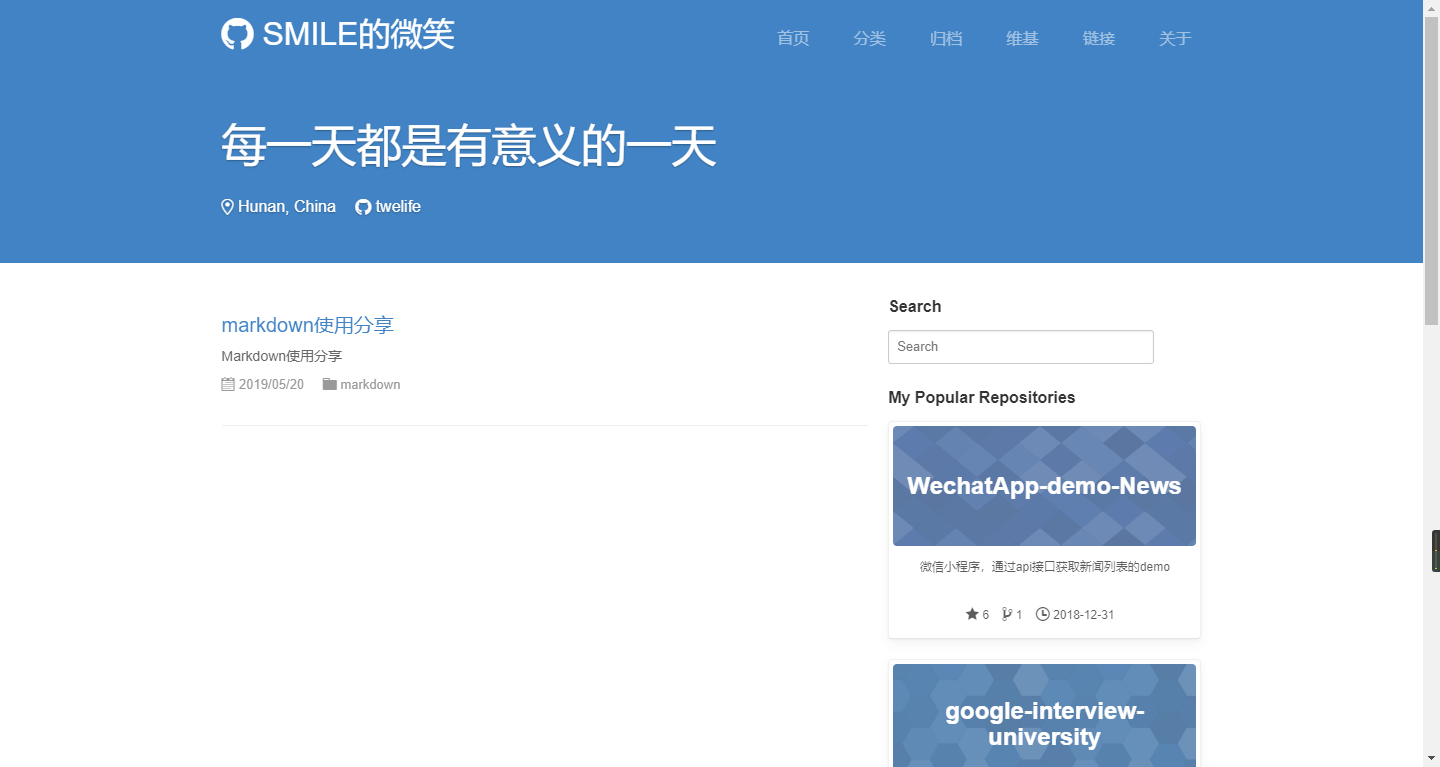 SMILE的微笑
首页 分类 归档 维基 链接 关于
每一天都是有意义的一天
Hunan, China twelife
markdown使用分享
Markdown使用分享
2019/05/20 markdown
Search
Search
My Popular Repositories
WechatApp-demo-News
微信小程序，通过api接口获取新闻列表的demo
6 1 2018-12-31
google-interview-
university